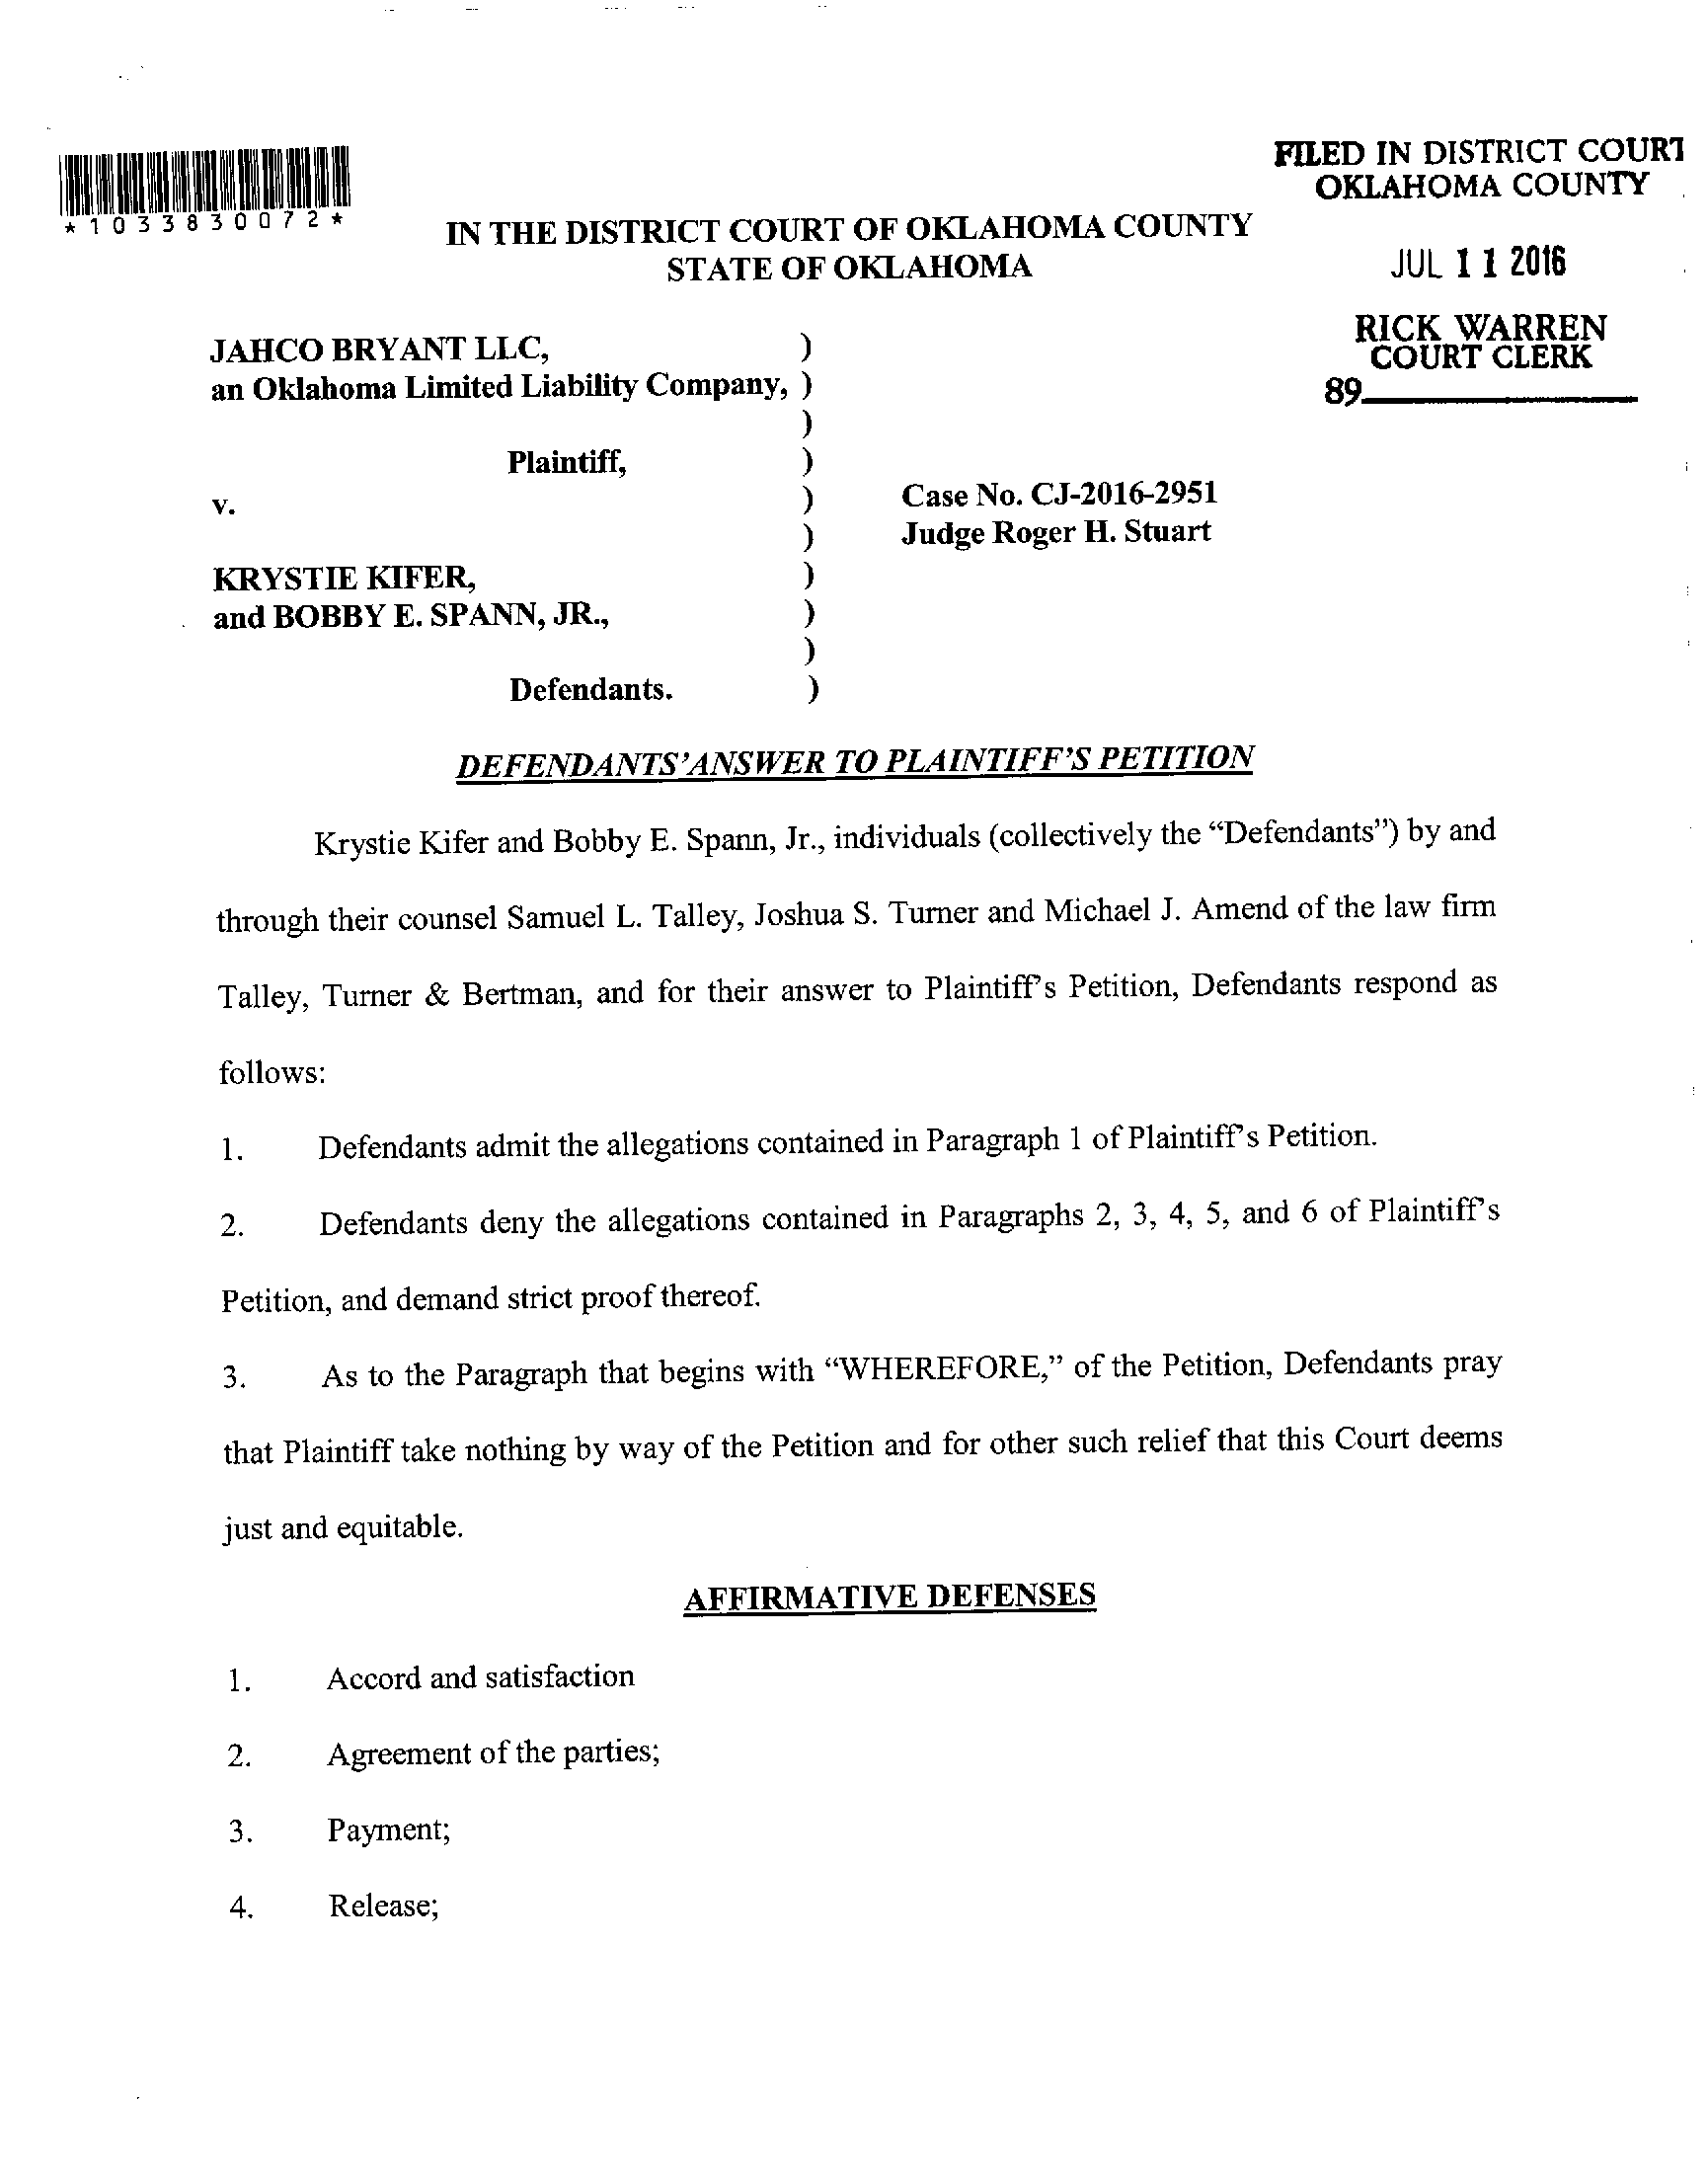 FILED IN DISTRICT COURT
OKLAHOMA COUNTY
*1033830072*
IN THE DISTRICT COURT OF OKLAHOMA COUNTY
STATE OF OKLAHOMA
JUL 11 2016
RICK WARREN
COURT CLERK
89
JAHCO BRYANT LLC, )
an Oklahoma Limited Liability Company, )
)
Plaintiff, )
v. )
Case No. CJ-2016-2951
) Judge Roger H. Stuart
KRYSTIE KIFER, )
and BOBBY E. SPANN, JR., )
)
Defendants. )
DEFENDANTS'ANSWER TO PLAINTIFF'S PETITION
Krystie Kifer and Bobby E. Spann, Jr., individuals (collectively the “Defendants”) by and
through their counsel Samuel L. Talley, Joshua S. Turner and Michael J. Amend of the law firm
Talley, Turner & Bertman, and for their answer to Plaintiff's Petition, Defendants respond as
follows:
1. Defendants admit the allegations contained in Paragraph 1 of Plaintiff's Petition.
2. Defendants deny the allegations contained in Paragraphs 2, 3, 4, 5, and 6 of Plaintiff's
Petition, and demand strict proof thereof.
3. As to the Paragraph that begins with “WHEREFORE,” of the Petition, Defendants pray
that Plaintiff take nothing by way of the Petition and for other such relief that this Court deems
just and equitable.
AFFIRMATIVE DEFENSES
1. Accord and satisfaction
2. Agreement of the parties;
3. Payment;
4. Release;